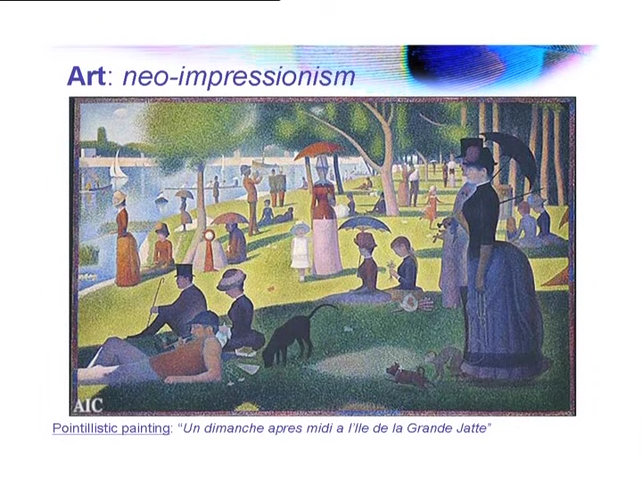 Art: neo-impressionism
AIC
Pointillistic painting: "Un dimanche apres midi a l'Ile de la Grande Jatte"